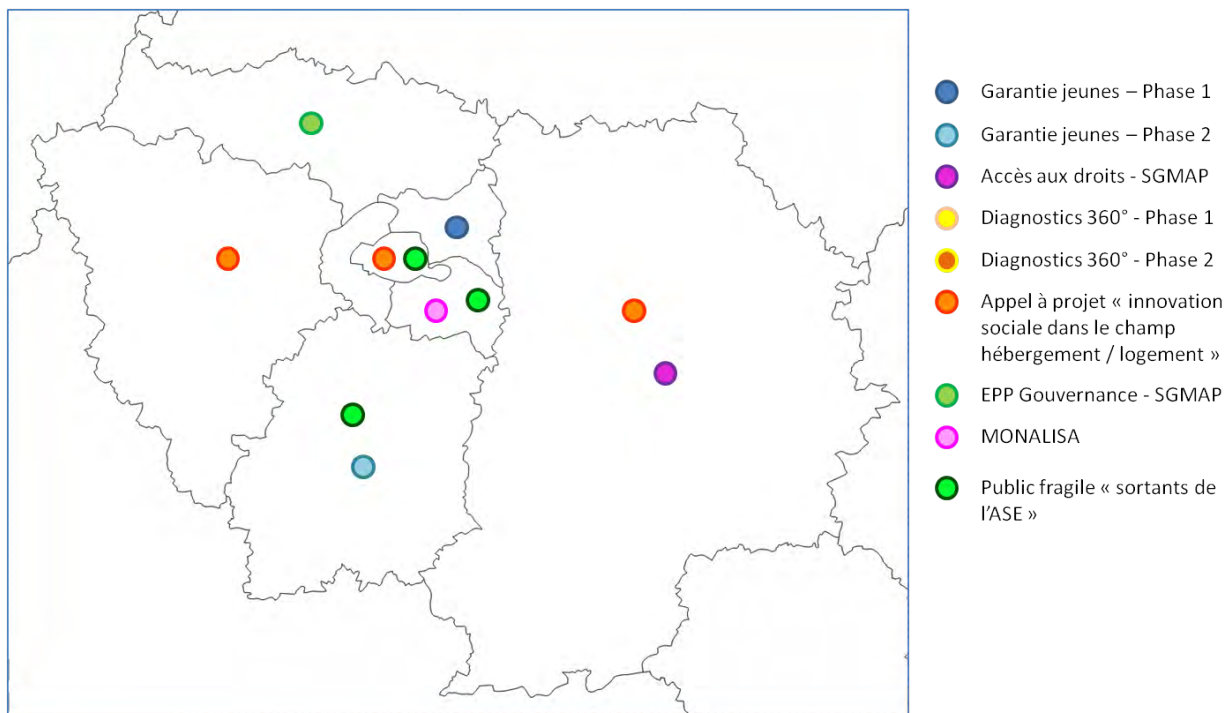 Garantie jeunes – Phase 1
Garantie jeunes – Phase 2
Accès aux droits - SGMAP
Diagnostics 360° - Phase 1
Diagnostics 360° - Phase 2
Appel à projet « innovation
sociale dans le champ
hébergement / logement »
EPP Gouvernance - SGMAP
MONALISA
Public fragile « sortants de
l'ASE »